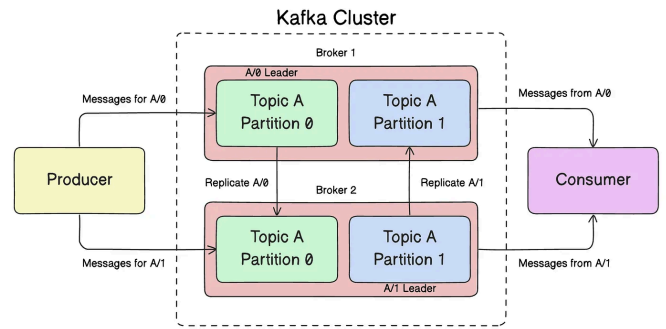 Kafka Cluster
Broker 1
A/0 Leader
Messages for A/0
Messages from A/0
Topic A
Partition 0
Topic A
Partition 1
Producer
Replicate A/0
Replicate A/1
Consumer
Broker 2
Topic A
Partition 0
Topic A
Partition 1
Messages for A/1
Messages from A/1
A/1 Leader